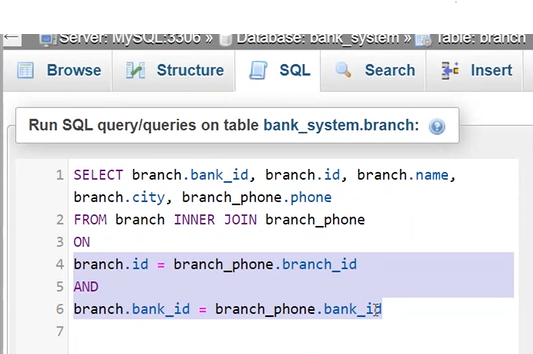 Server: MySQL:3306 » Database: bank_system » Table: branch
Browse Structure SQL Search Insert
Run SQL query/queries on table bank_system.branch:
1 SELECT branch.bank_id, branch.id, branch.name,
branch.city, branch_phone.phone
2 FROM branch INNER JOIN branch_phone
3 ON
4 branch.id = branch_phone.branch_id
5 AND
6 branch.bank_id = branch_phone.bank_id
7